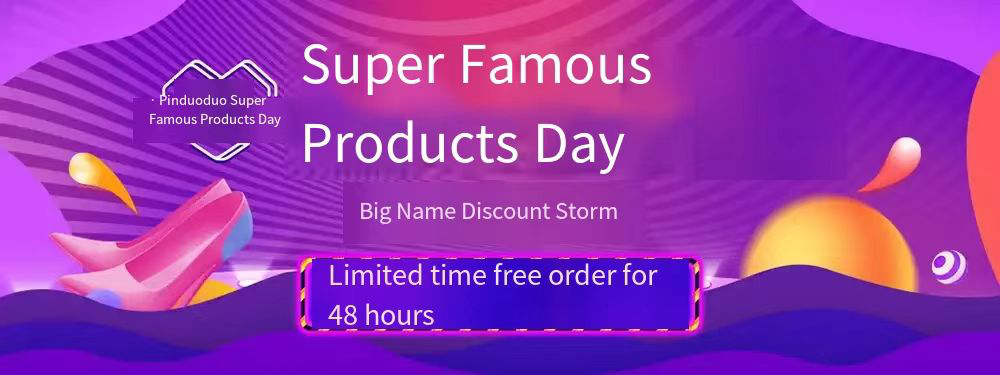 · Pinduoduo Super
Famous Products Day
Super Famous
Products Day
Big Name Discount Storm
Limited time free order for
48 hours